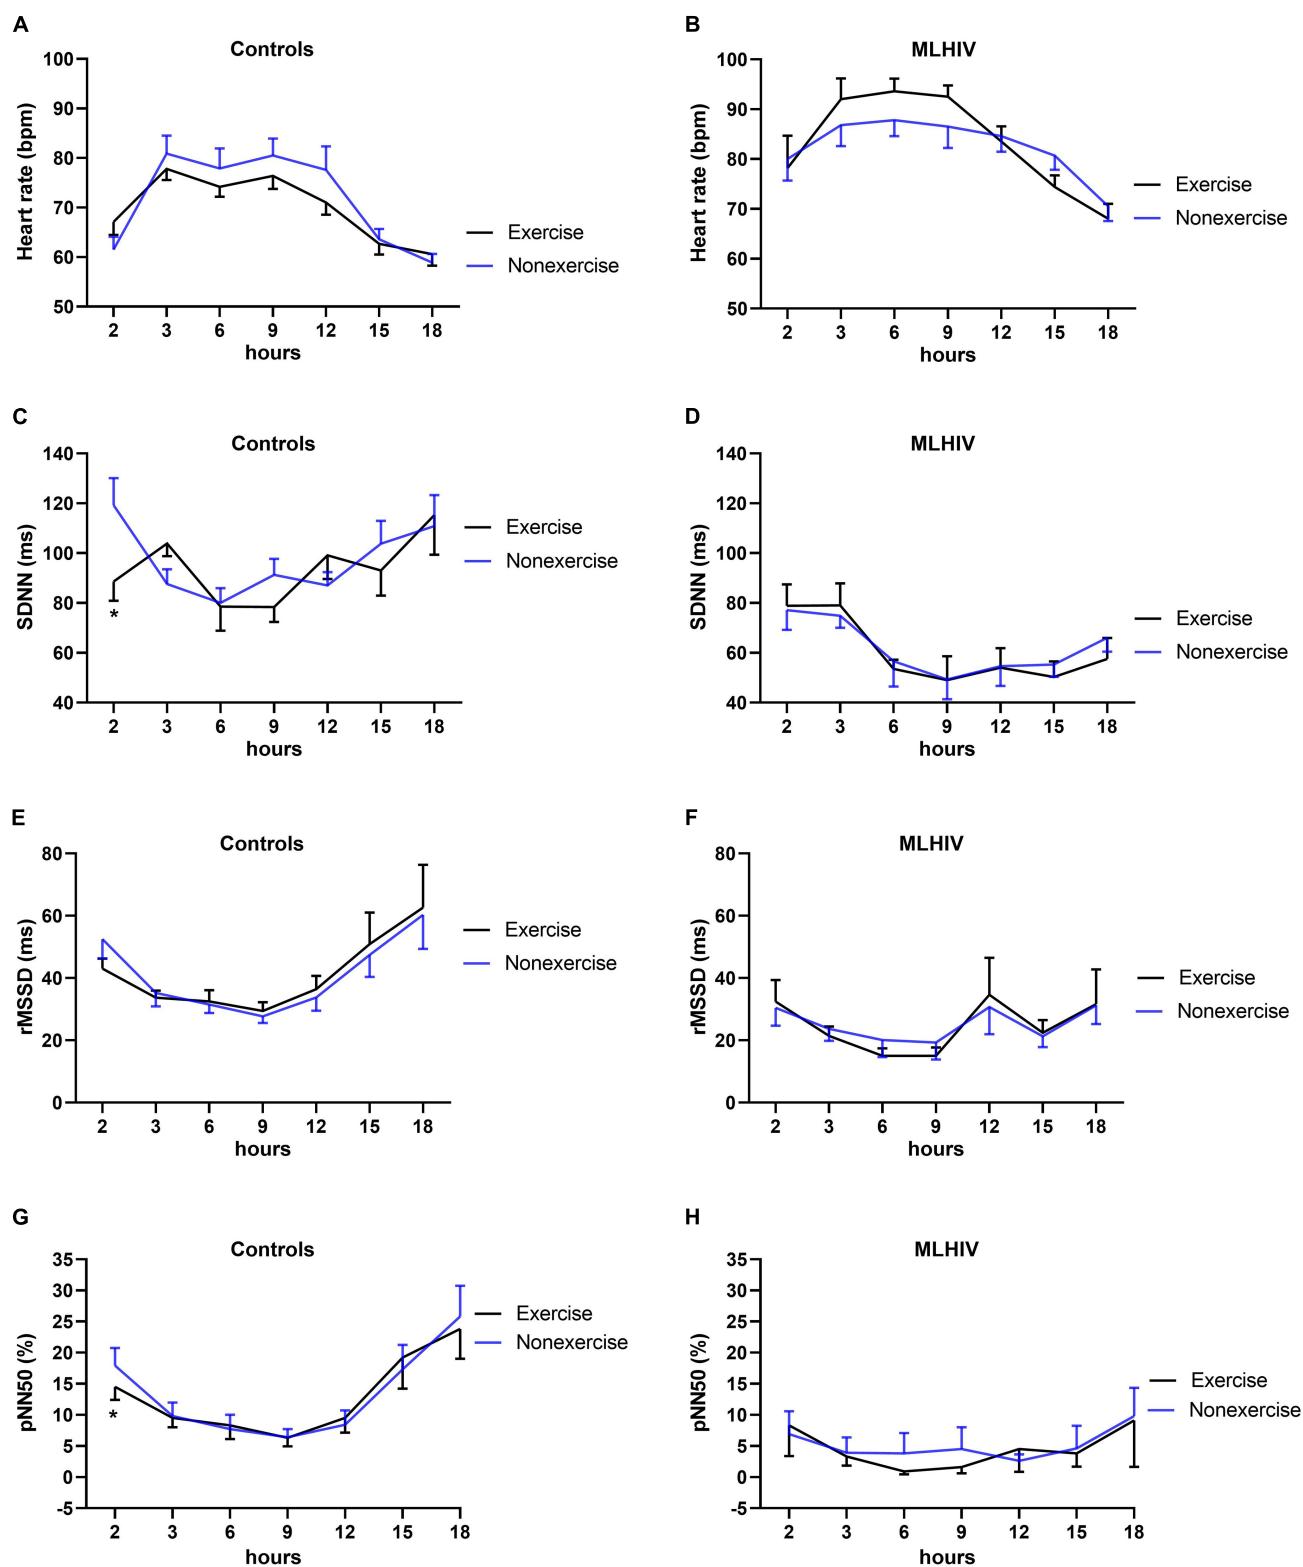 A
Controls
Heart rate (bpm)
100
90
80
70
60
50
2 3 6 9 12 15 18
hours
Exercise
Nonexercise
B
MLHIV
Heart rate (bpm)
100
90
80
70
60
50
2 3 6 9 12 15 18
hours
Exercise
Nonexercise
C
Controls
SDNN (ms)
140
120
100
80
60
40
*
2 3 6 9 12 15 18
hours
Exercise
Nonexercise
D
MLHIV
SDNN (ms)
140
120
100
80
60
40
2 3 6 9 12 15 18
hours
Exercise
Nonexercise
E
Controls
rMSSD (ms)
80
60
40
20
0
2 3 6 9 12 15 18
hours
Exercise
Nonexercise
F
MLHIV
rMSSD (ms)
80
60
40
20
0
2 3 6 9 12 15 18
hours
Exercise
Nonexercise
G
Controls
pNN50 (%)
35
30
25
20
15
10
5
0
-5
*
2 3 6 9 12 15 18
hours
Exercise
Nonexercise
H
MLHIV
pNN50 (%)
35
30
25
20
15
10
5
0
-5
2 3 6 9 12 15 18
hours
Exercise
Nonexercise